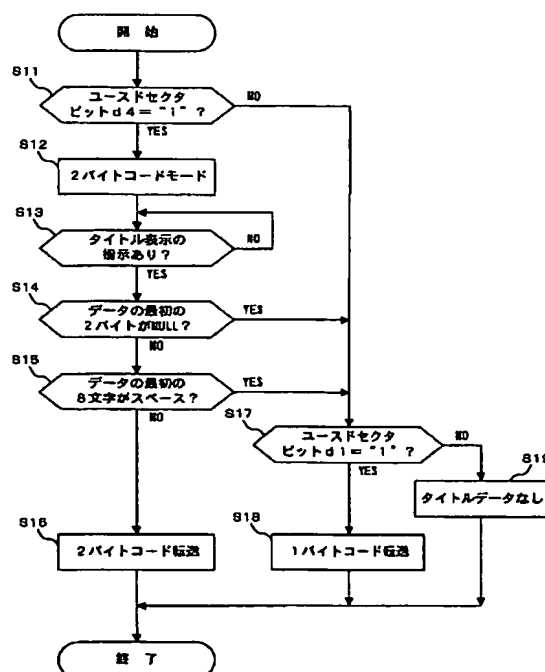 開 始
S11
ユースドセクタ
ビットd4="1"?
NO
YES
S12
2バイトコードモード
S13
タイトル表示の
指示あり?
NO
YES
S14
データの最初の
2バイトがNULL?
YES
NO
S15
データの最初の
8文字がスペース?
YES
NO
S17
ユースドセクタ
ビットd1="1"?
NO
YES
S19
タイトルデータなし
S16
2バイトコード転送
S18
1バイトコード転送
終 了